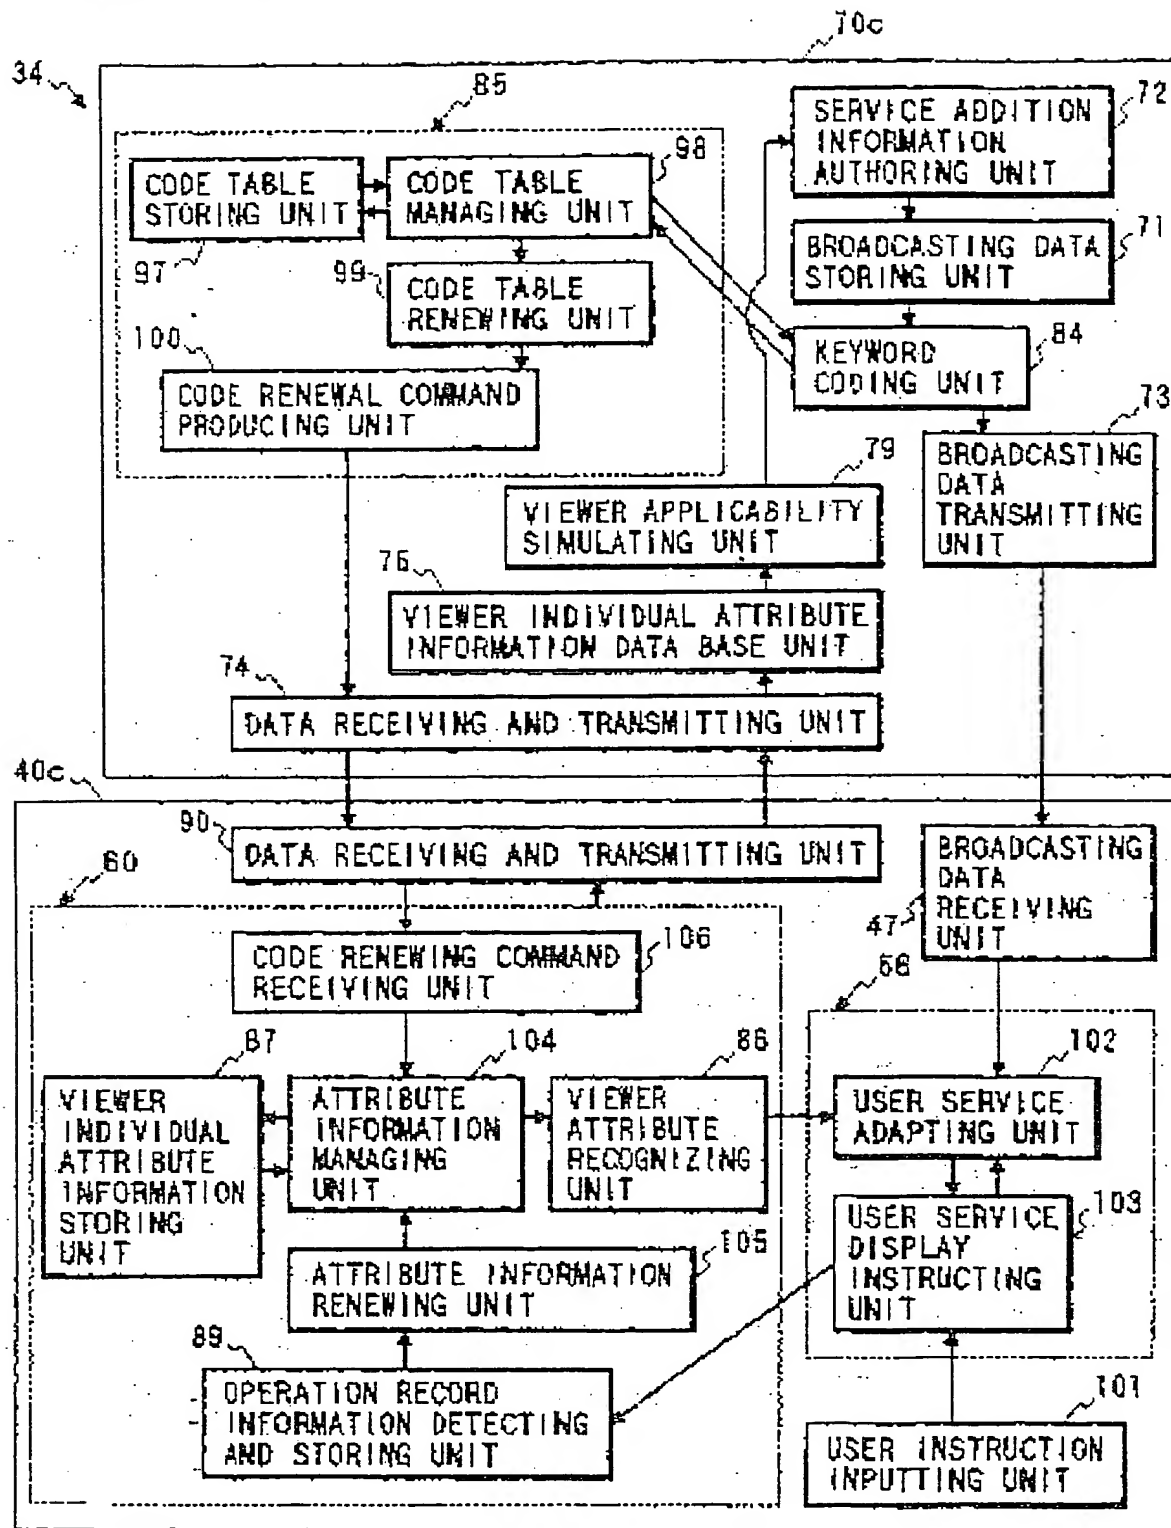 70c
34
85
72
SERVICE ADDITION
INFORMATION
AUTHORING UNIT
98
CODE TABLE
STORING UNIT
CODE TABLE
MANAGING UNIT
71
BROADCASTING DATA
STORING UNIT
97
99
CODE TABLE
RENEWING UNIT
84
KEYWORD
CODING UNIT
100
CODE RENEWAL COMMAND
PRODUCING UNIT
73
BROADCASTING
DATA
TRANSMITTING
UNIT
79
VIEWER APPLICABILITY
SIMULATING UNIT
VIEWER INDIVIDUAL ATTRIBUTE
INFORMATION DATA BASE UNIT
74
DATA RECEIVING AND TRANSMITTING UNIT
40c
90
DATA RECEIVING AND TRANSMITTING UNIT
BROADCASTING
DATA
RECEIVING
UNIT
47
CODE RENEWING COMMAND
RECEIVING UNIT
106
104
102
VIEWER
INDIVIDUAL
ATTRIBUTE
INFORMATION
STORING
UNIT
ATTRIBUTE
INFORMATION
MANAGING
UNIT
VIEWER
ATTRIBUTE
RECOGNIZING
UNIT
USER SERVICE
ADAPTING UNIT
103
USER SERVICE
DISPLAY
INSTRUCTING
UNIT
105
ATTRIBUTE INFORMATION
RENEWING UNIT
89
OPERATION RECORD
INFORMATION DETECTING
AND STORING UNIT
101
USER INSTRUCTION
INPUTTING UNIT